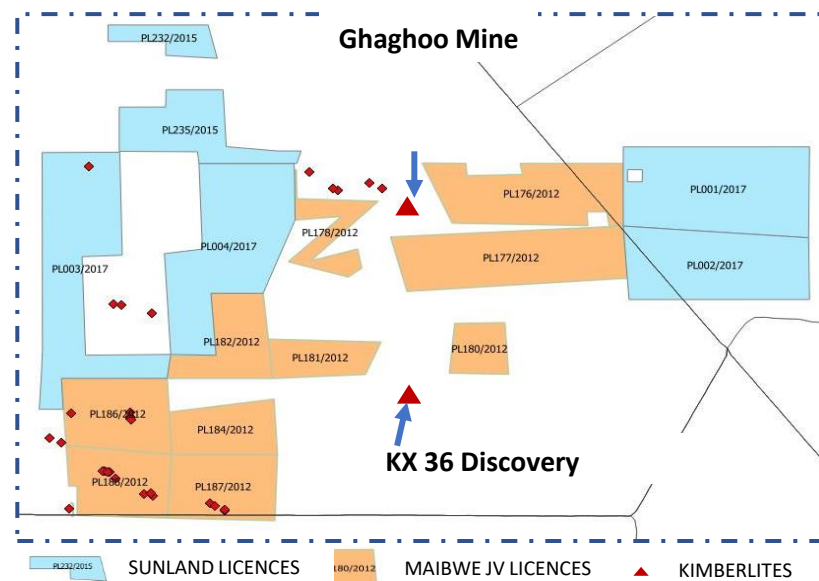 Ghaghoo Mine
PL232/2015
PL235/2015
PL176/2012
PL001/2017
PL178/2012
PL004/2017
PL177/2012
PL002/2017
PL003/2017
PL182/2012
PL181/2012
PL180/2012
PL186/2012
PL184/2012
KX 36 Discovery
PL187/2012
PL232/2015 SUNLAND LICENCES 180/2012 MAIBWE JV LICENCES KIMBERLITES